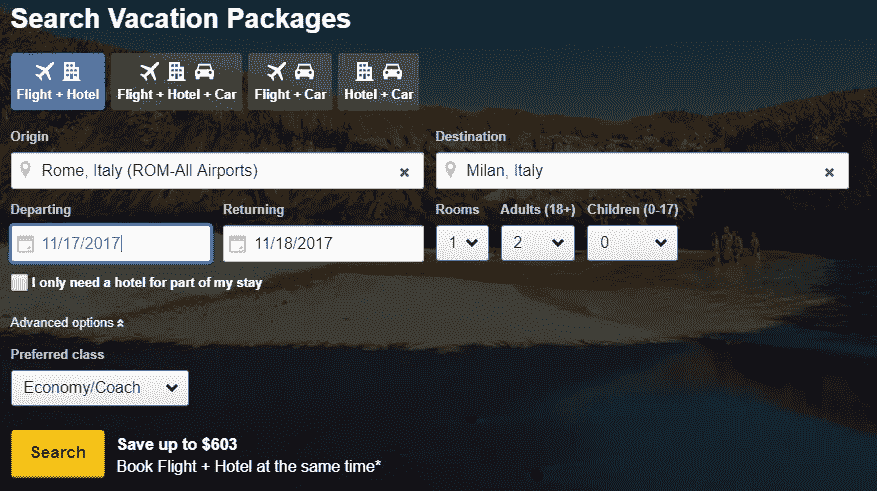 Search Vacation Packages
Flight + Hotel
Flight + Hotel + Car
Flight + Car
Hotel + Car
Origin
Destination
Rome, Italy (ROM-All Airports)
Milan, Italy
Departing
Returning
Rooms
Adults (18+)
Children (0-17)
11/17/2017
11/18/2017
1
2
0
I only need a hotel for part of my stay
Advanced options
Preferred class
Economy/Coach
Search
Save up to $603
Book Flight + Hotel at the same time*